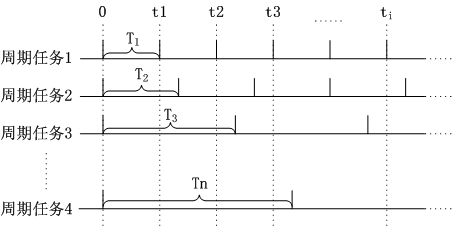 0 t1 t2 t3 ...... ti
周期任务1 T1 ......
周期任务2 T2 ......
周期任务3 T3 ......
周期任务4 Tn ......